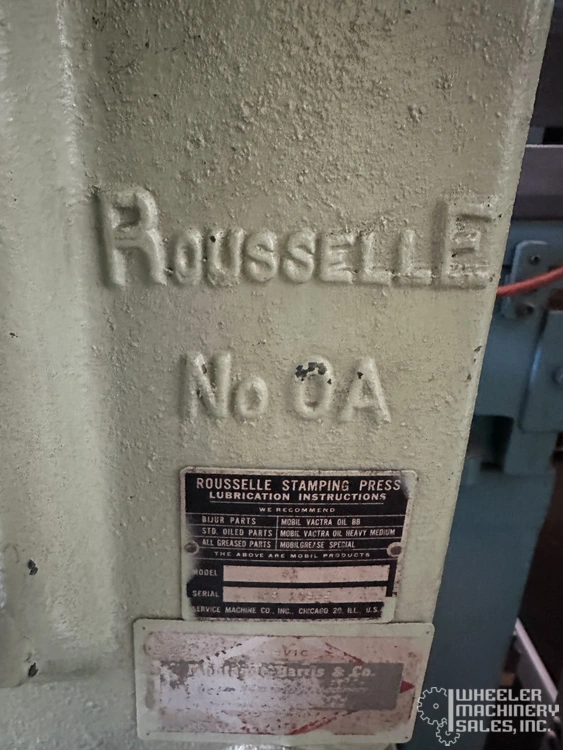 ROUSSELLE
No 0A
ROUSSELLE STAMPING PRESS
LUBRICATION INSTRUCTIONS
WE RECOMMEND
BIJUR PARTS MOBIL VACTRA OIL BB
STD. OILED PARTS MOBIL VACTRA OIL HEAVY MEDIUM
ALL GREASED PARTS MOBILGREASE SPECIAL
THE ABOVE ARE MOBIL PRODUCTS
MODEL
SERIAL
SERVICE MACHINE CO., INC., CHICAGO 20, ILL., U.S.
Harris & Co.
WHEELER
MACHINERY
SALES, INC.